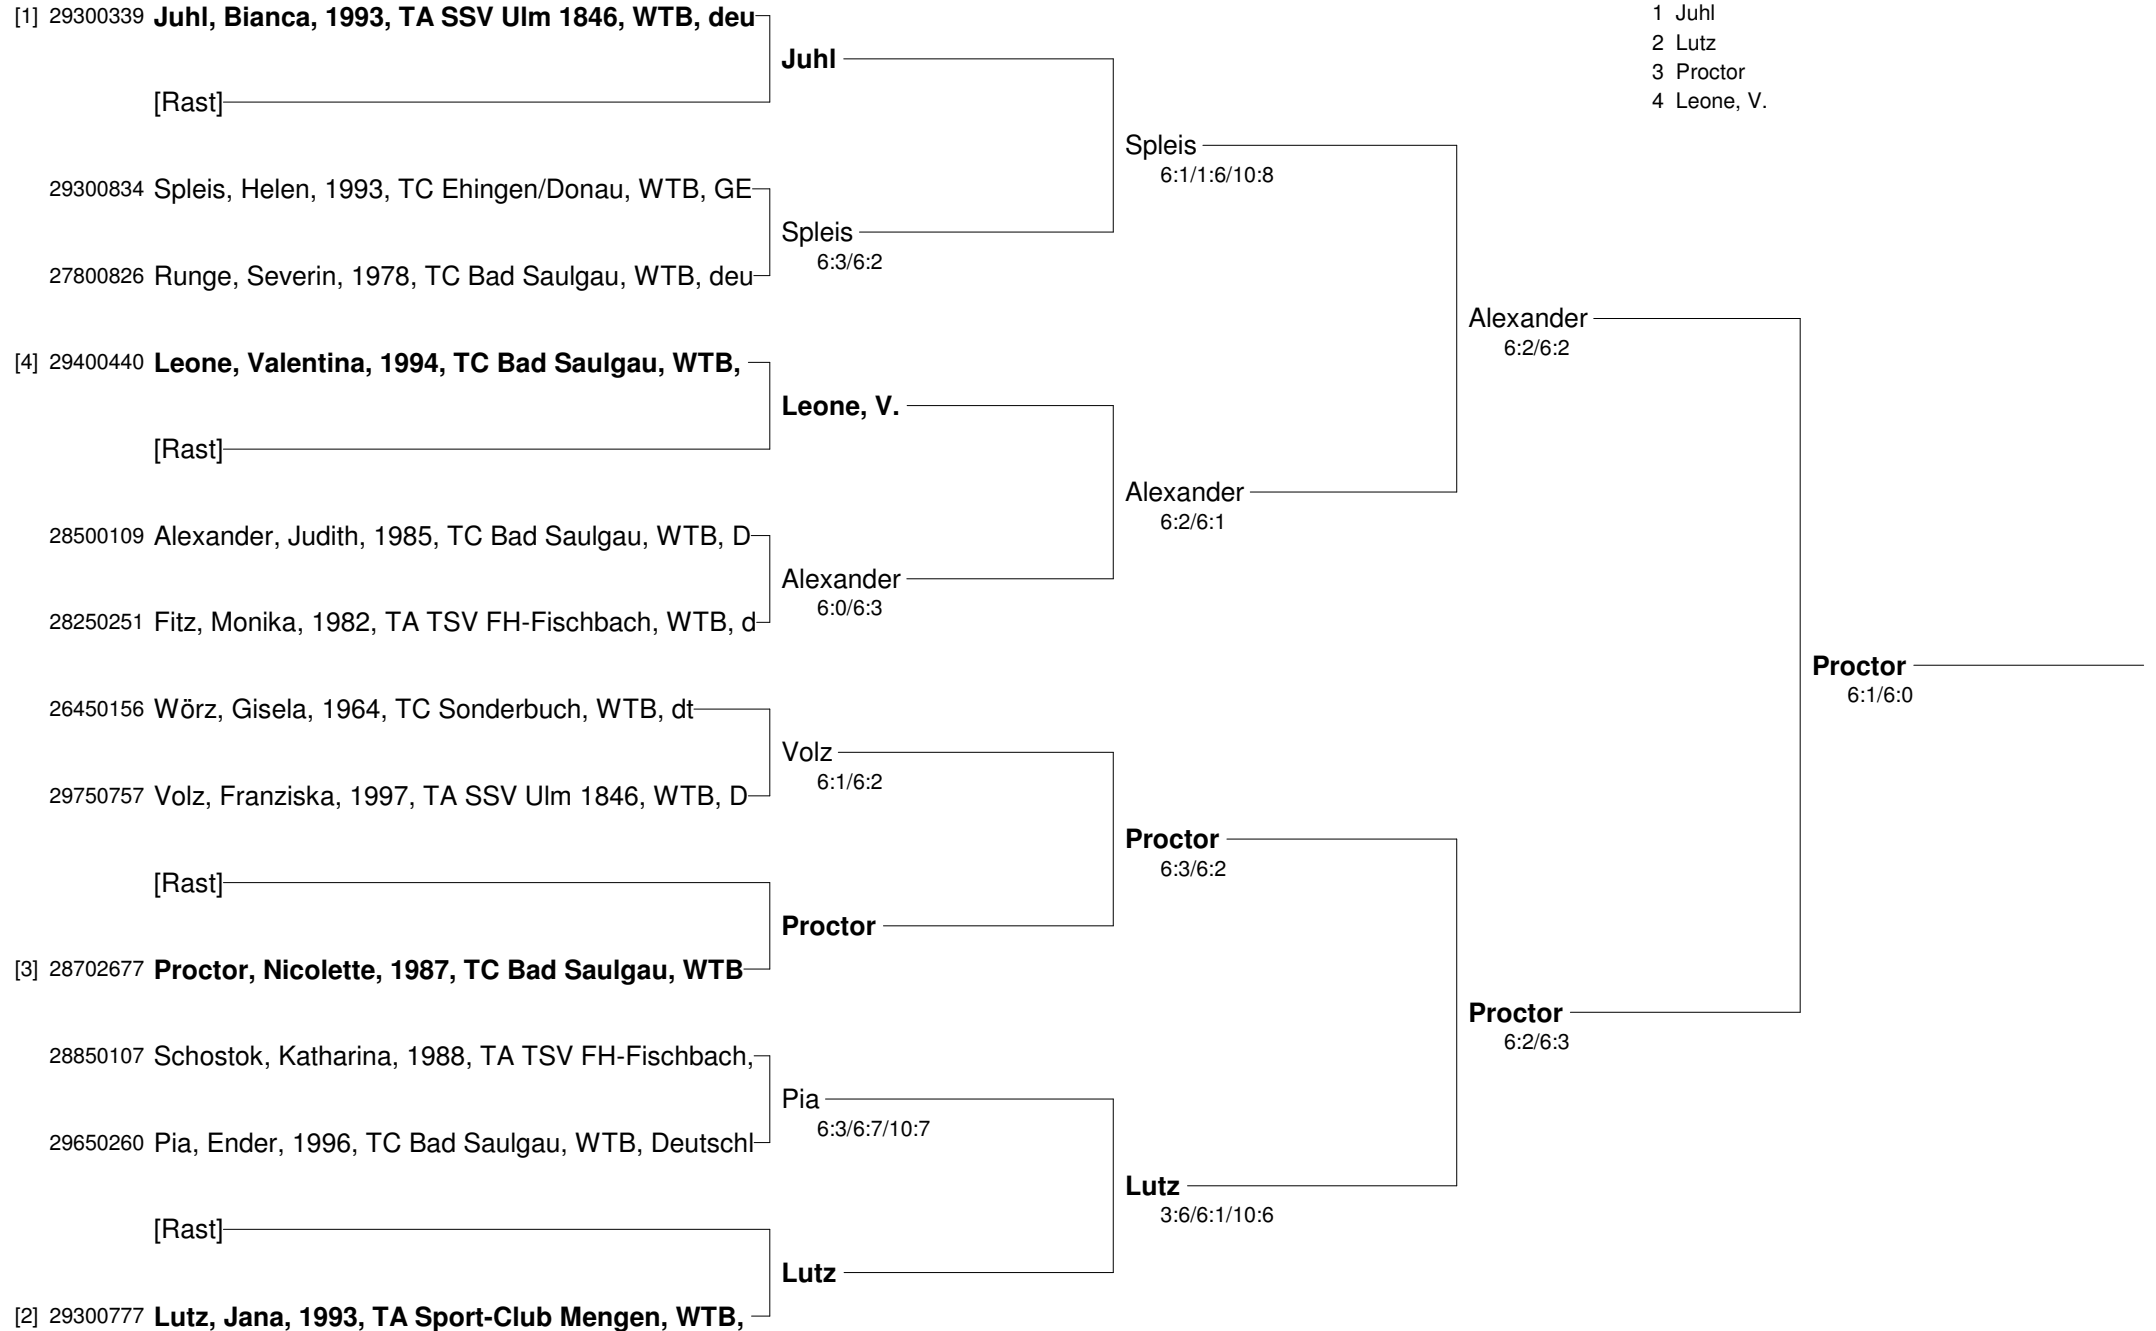 [1] 29300339 Juhl, Bianca, 1993, TA SSV Ulm 1846, WTB, deu
[Rast]
29300834 Spleis, Helen, 1993, TC Ehingen/Donau, WTB, GE
27800826 Runge, Severin, 1978, TC Bad Saulgau, WTB, deu
[4] 29400440 Leone, Valentina, 1994, TC Bad Saulgau, WTB,
[Rast]
28500109 Alexander, Judith, 1985, TC Bad Saulgau, WTB, D
28250251 Fitz, Monika, 1982, TA TSV FH-Fischbach, WTB, d
26450156 Wörz, Gisela, 1964, TC Sonderbuch, WTB, dt
29750757 Volz, Franziska, 1997, TA SSV Ulm 1846, WTB, D
[Rast]
[3] 28702677 Proctor, Nicolette, 1987, TC Bad Saulgau, WTB
28850107 Schostok, Katharina, 1988, TA TSV FH-Fischbach,
29650260 Pia, Ender, 1996, TC Bad Saulgau, WTB, Deutschl
[Rast]
[2] 29300777 Lutz, Jana, 1993, TA Sport-Club Mengen, WTB,
Juhl
Spleis
6:3/6:2
Leone, V.
Alexander
6:0/6:3
Volz
6:1/6:2
Proctor
Pia
6:3/6:7/10:7
Lutz
Spleis
6:1/1:6/10:8
Alexander
6:2/6:1
Proctor
6:3/6:2
Lutz
3:6/6:1/10:6
Alexander
6:2/6:2
Proctor
6:2/6:3
Proctor
6:1/6:0
1 Juhl
2 Lutz
3 Proctor
4 Leone, V.